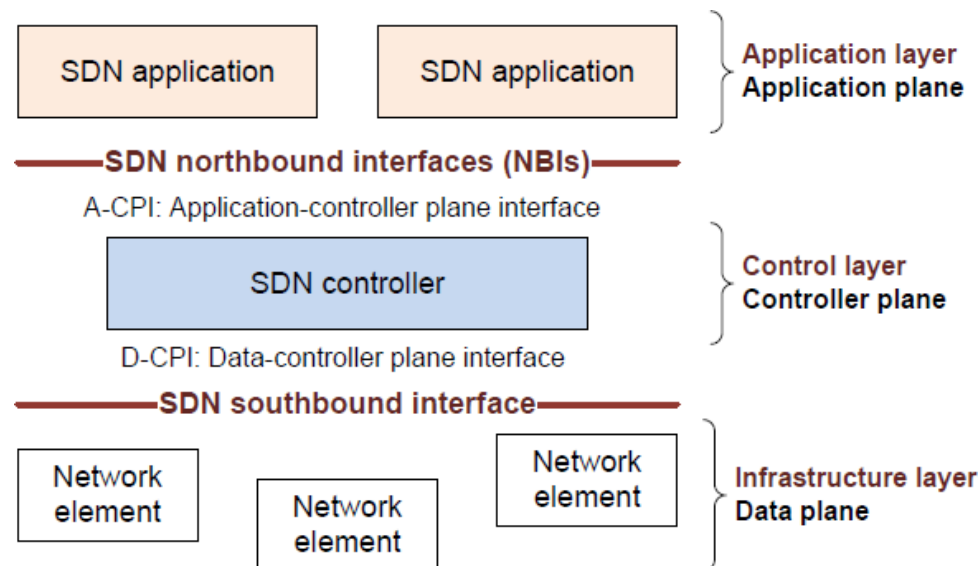 SDN application
SDN application
Application layer
Application plane
SDN northbound interfaces (NBIs)
A-CPI: Application-controller plane interface
SDN controller
Control layer
Controller plane
D-CPI: Data-controller plane interface
SDN southbound interface
Network
element
Network
element
Network
element
Infrastructure layer
Data plane